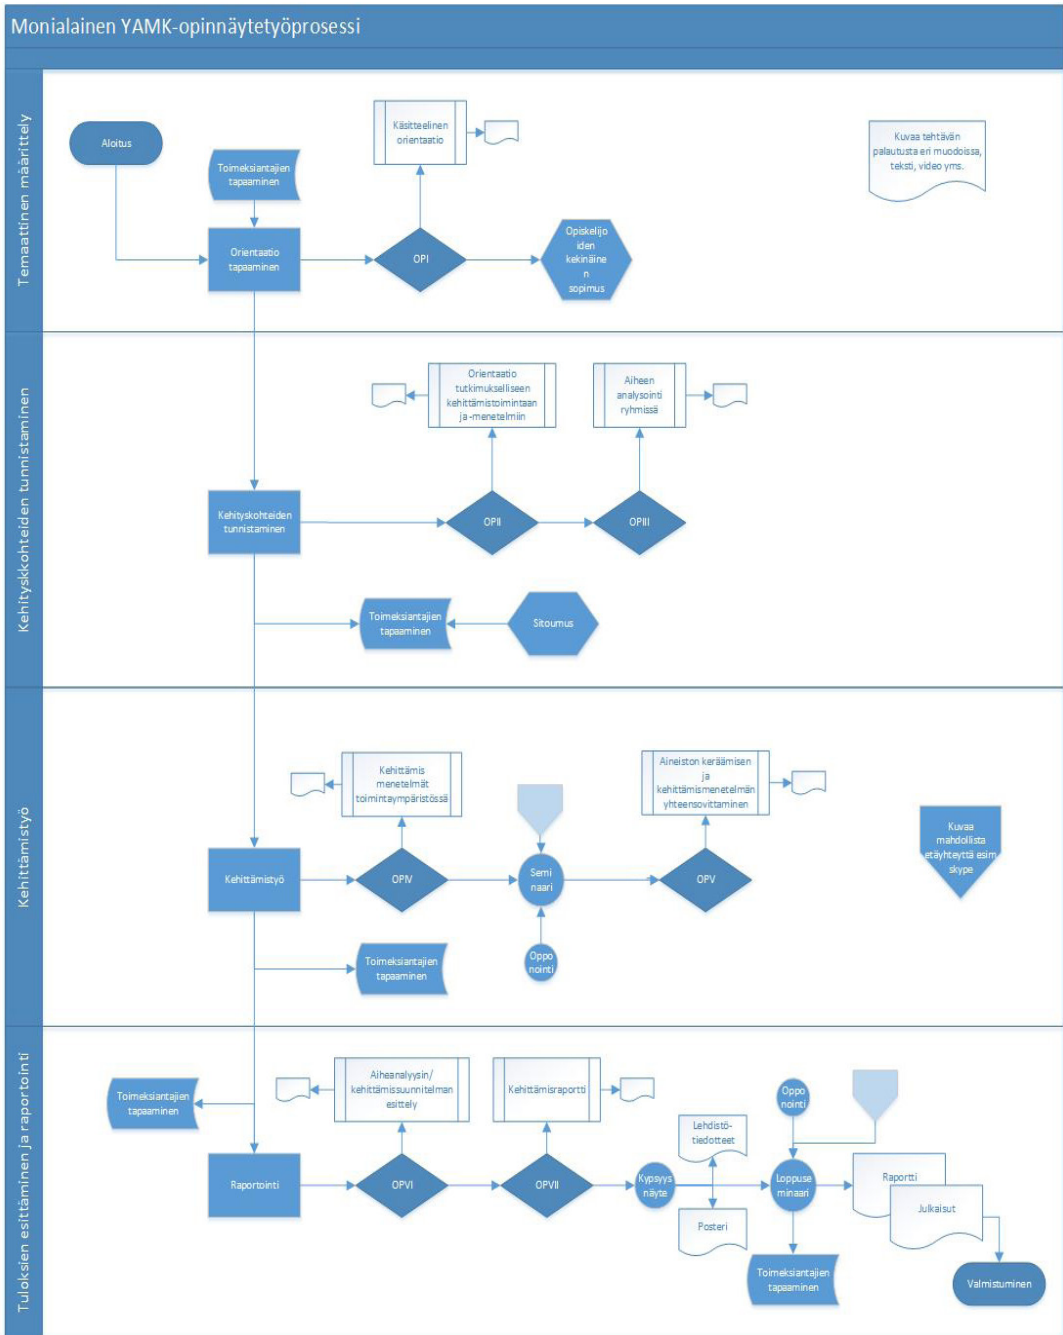 Monialainen YAMK-opinnäytetyöprosessi
Temaattinen määrittely
Aloitus
Toimeksiantajien
tapaaminen
Käsitteelinen
orientaatio
Kuvaa tehtävän
palautusta eri muodoissa,
teksti, video yms.
Orientaatio
tapaaminen
OPI
Opiskelijo
iden
kekinäine
n
sopimus
Kehityskkohteiden tunnistaminen
Orientaatio
tutkimukselliseen
kehittämistoimintaan
ja -menetelmiin
Aiheen
analysointi
ryhmissä
Kehityskohteiden
tunnistaminen
OPII
OPIII
Toimeksiantajien
tapaaminen
Sitoumus
Kehittämistyö
Kehittämis
menetelmät
toimintaympäristössä
Aineiston keräämisen
ja
kehittämismenetelmän
yhteensovittaminen
Kuvaa
mahdollista
etäyhteyttä esim
skype
Kehittämistyö
OPIV
Semi
naari
OPV
Oppo
nointi
Toimeksiantajien
tapaaminen
Tuloksien esittäminen ja raportointi
Toimeksiantajien
tapaaminen
Aiheanalyysin/
kehittämissuunnitelman
esittely
Kehittämisraportti
Oppo
nointi
Lehdistö-
tiedotteet
Raportointi
OPVI
OPVII
Kypsyys
näyte
Loppuse
minaari
Raportti
Julkaisut
Posteri
Toimeksiantajien
tapaaminen
Valmistuminen